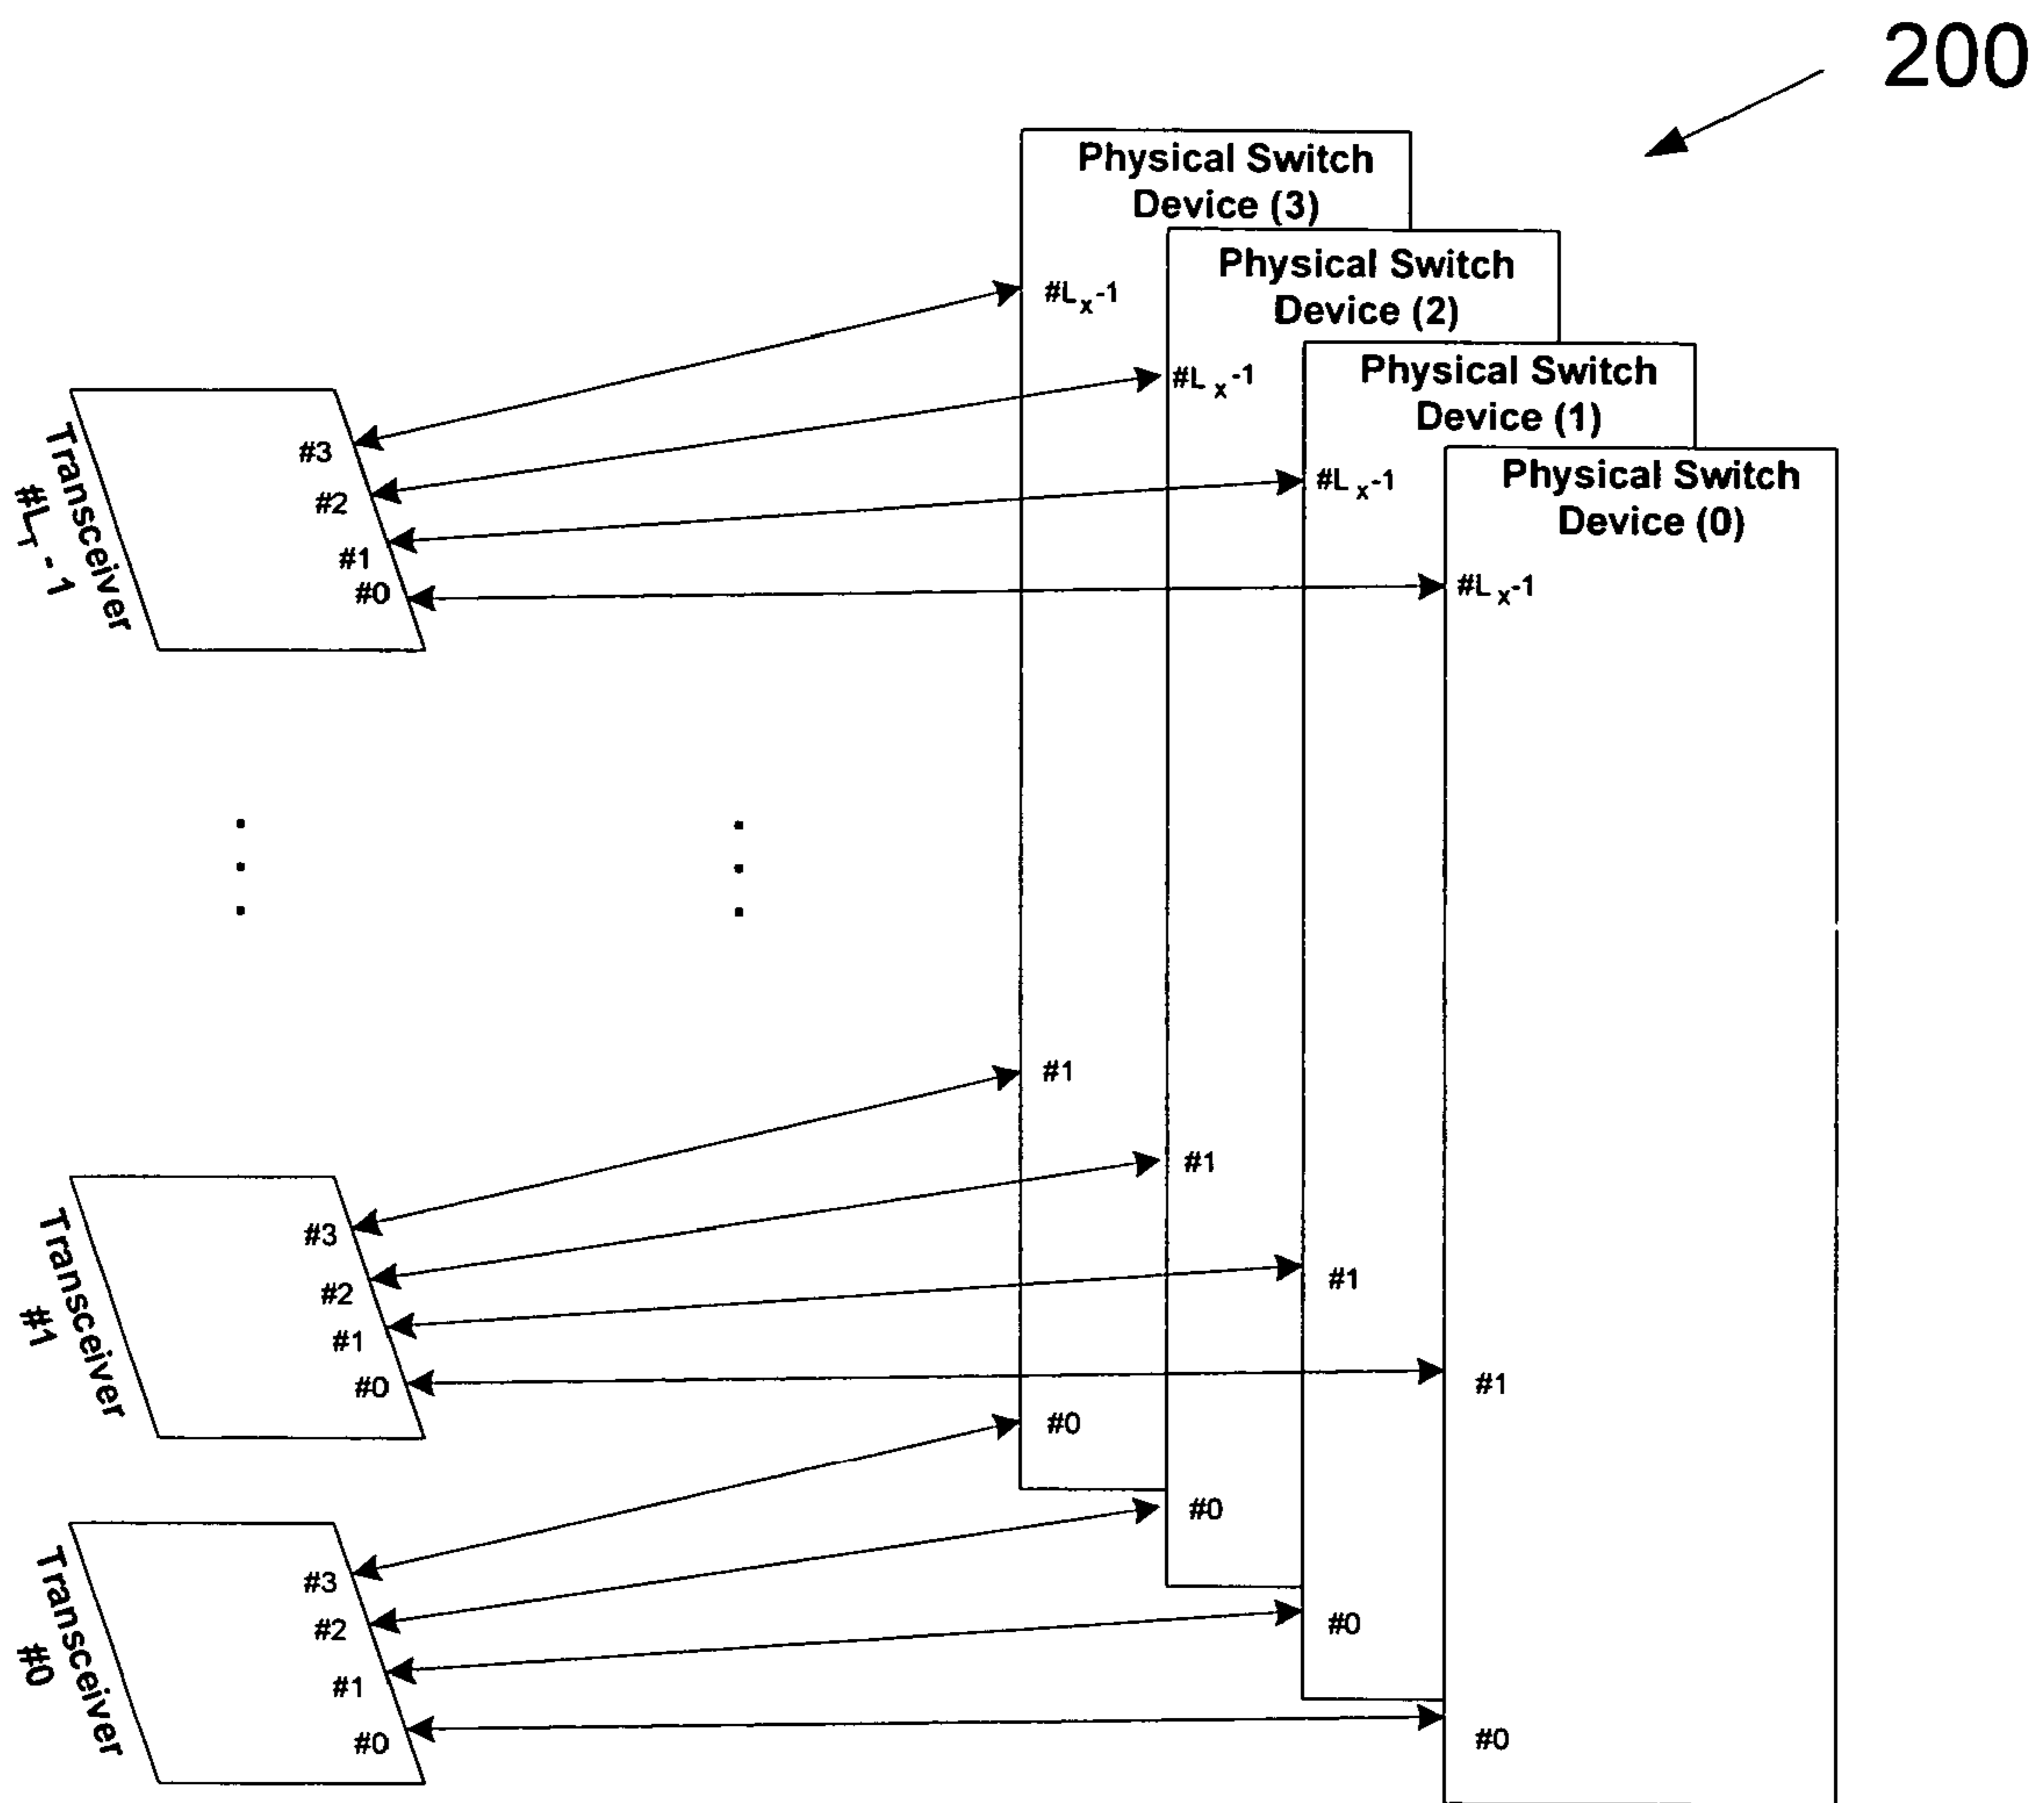 200
Physical Switch
Device (3)
Physical Switch
Device (2)
Physical Switch
Device (1)
Physical Switch
Device (0)
#Lx-1
#Lx-1
#Lx-1
#Lx-1
Transceiver
#LT - 1
#3
#2
#1
#0
#1
#1
#1
#1
Transceiver
#1
#3
#2
#1
#0
#0
#0
#0
#0
Transceiver
#0
#3
#2
#1
#0